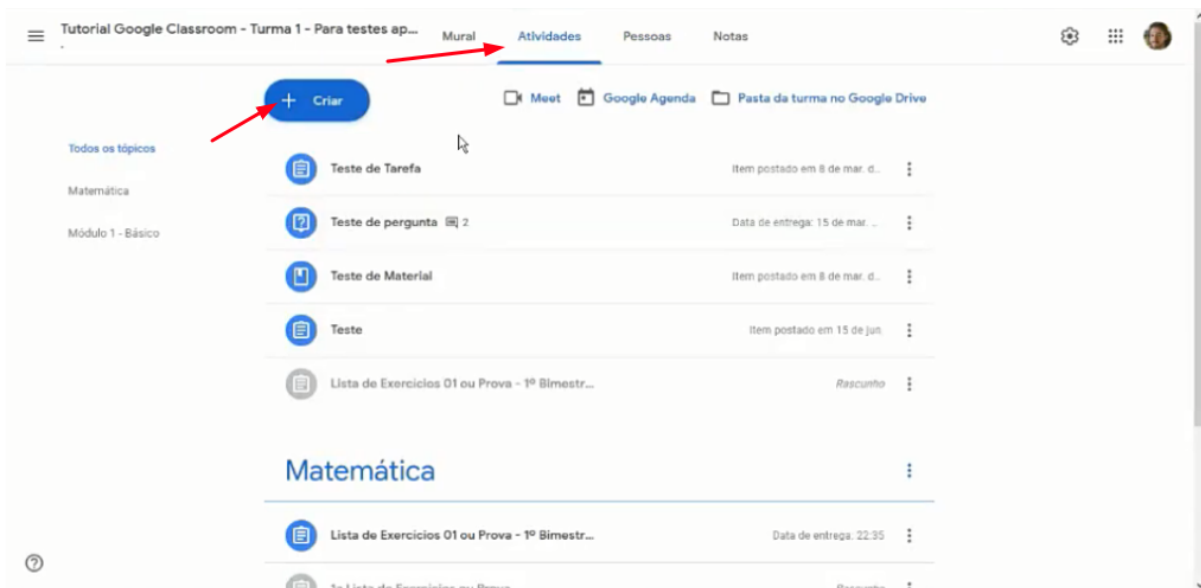 Tutorial Google Classroom - Turma 1 - Para testes ap...
Mural
Atividades
Pessoas
Notas
Criar
Meet
Google Agenda
Pasta da turma no Google Drive
Todos os tópicos
Matemática
Módulo 1 - Básico
Teste de Tarefa
Item postado em 8 de mar. d...
Teste de pergunta 2
Data de entrega: 15 de mar. ...
Teste de Material
Item postado em 8 de mar. d...
Teste
Item postado em 15 de jun
Lista de Exercícios 01 ou Prova - 1º Bimestr...
Rascunho
Matemática
Lista de Exercícios 01 ou Prova - 1º Bimestr...
Data de entrega: 22:35